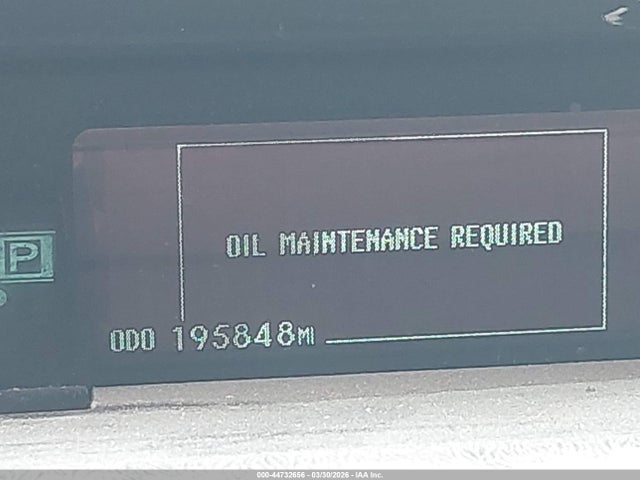 OIL MAINTENANCE REQUIRED
P
ODO 195848MI
000-44732656 - 03/30/2026 - IAA Inc.